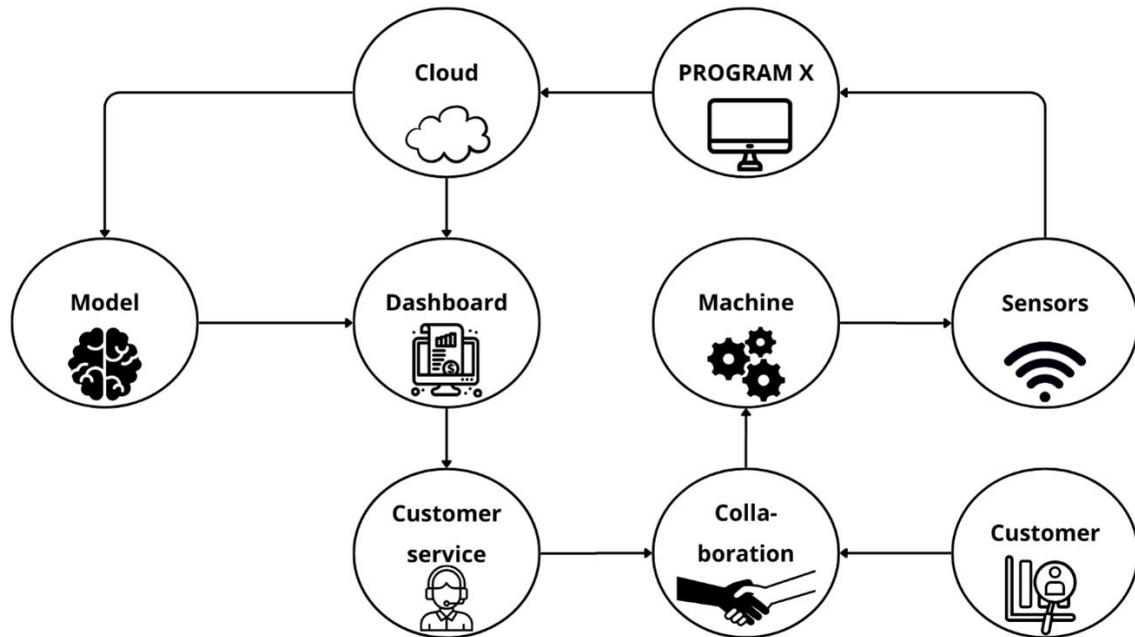 Cloud
PROGRAM X
Model
Dashboard
Machine
Sensors
Customer
service
Colla-
boration
Customer